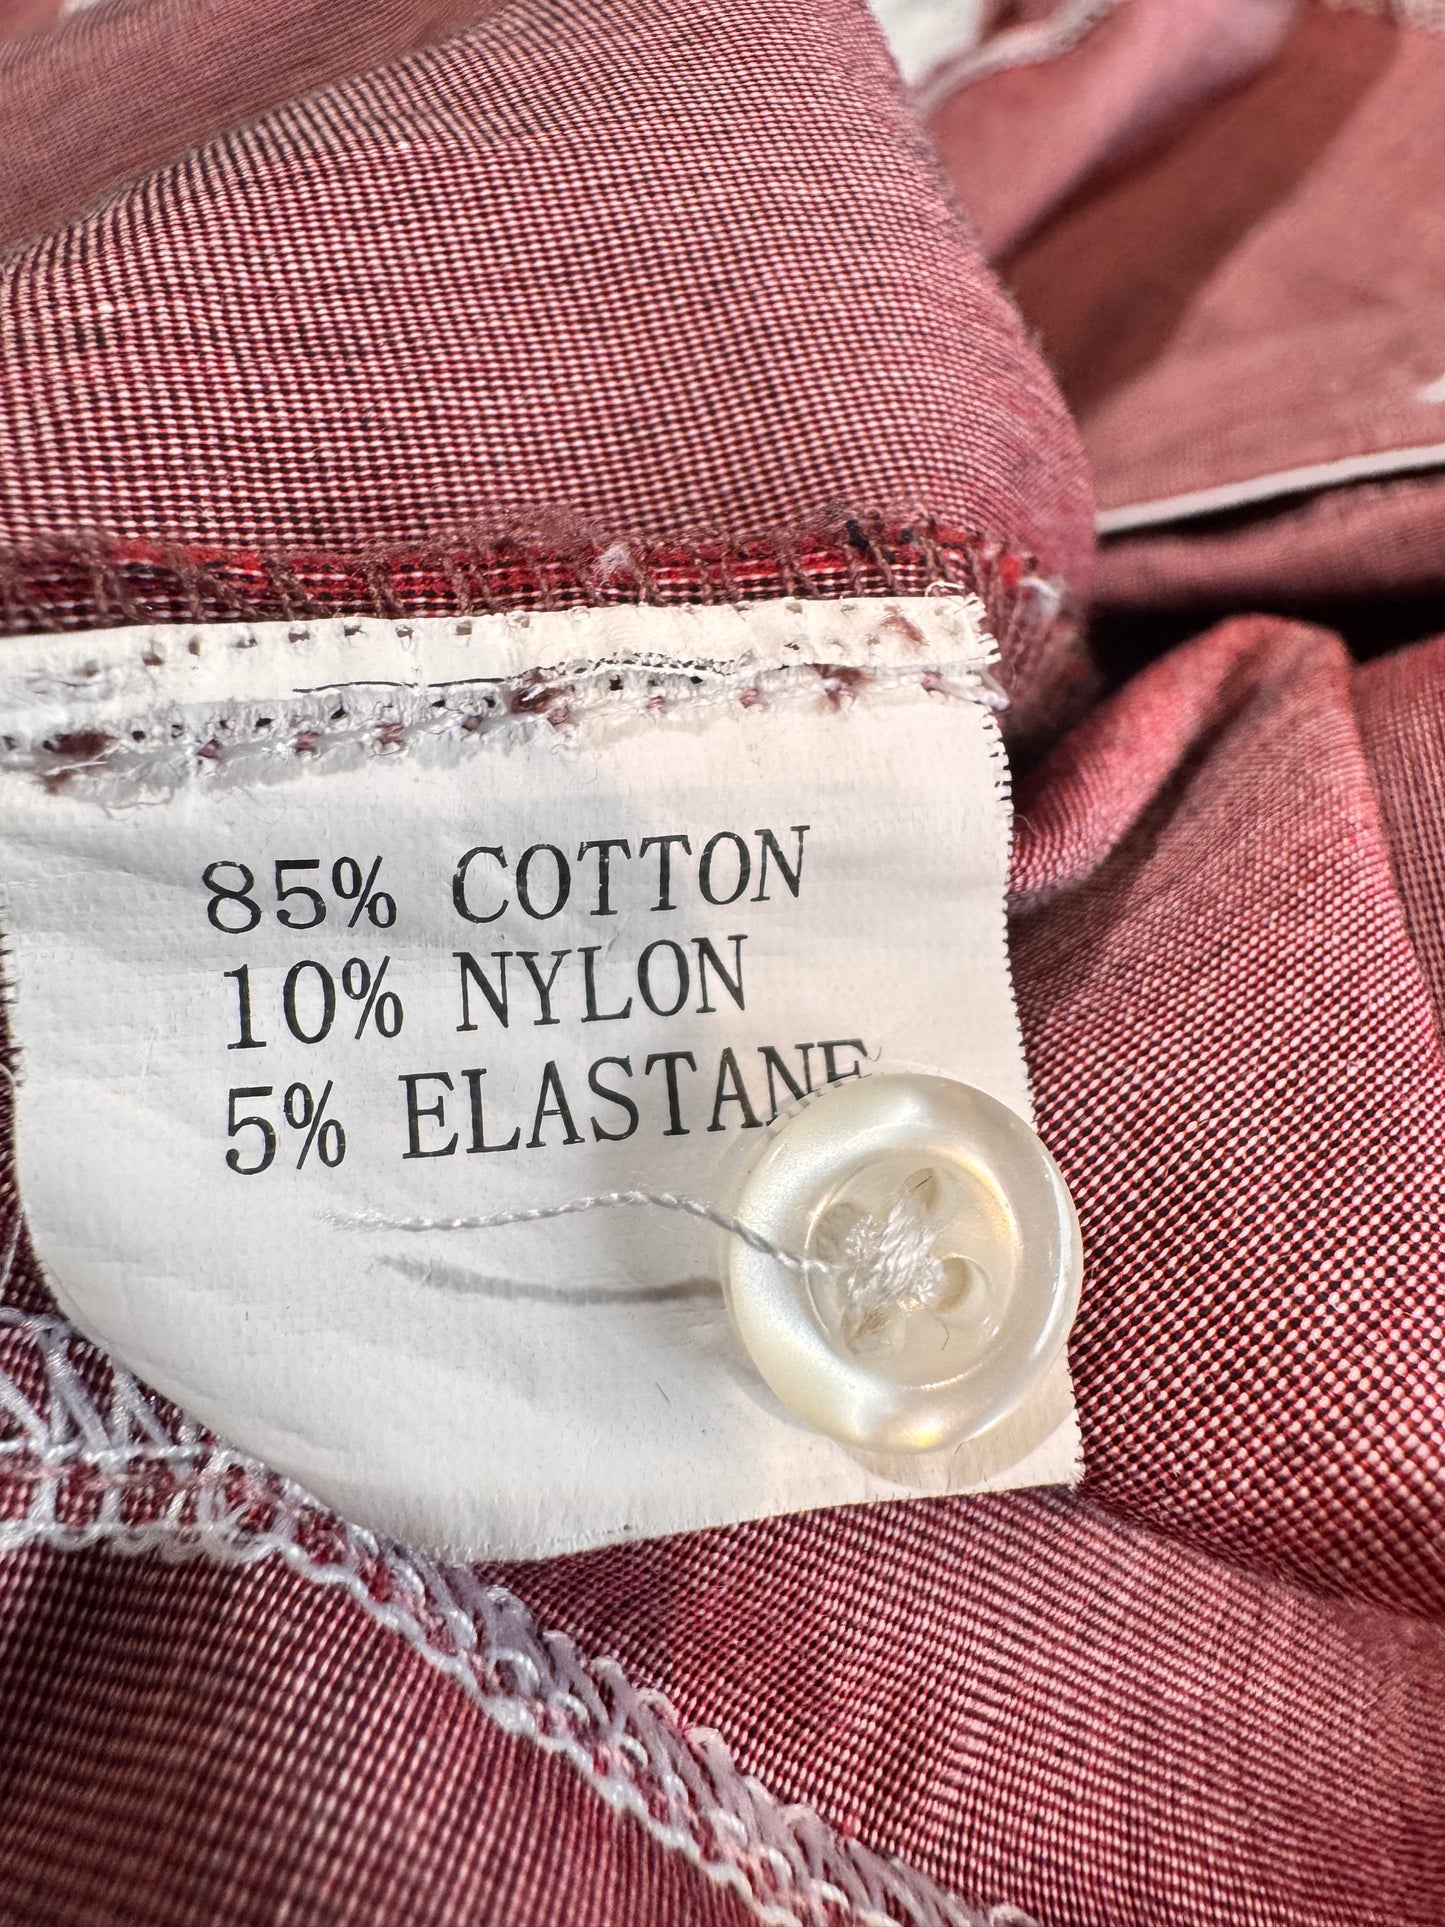 85% COTTON
10% NYLON
5% ELASTANE